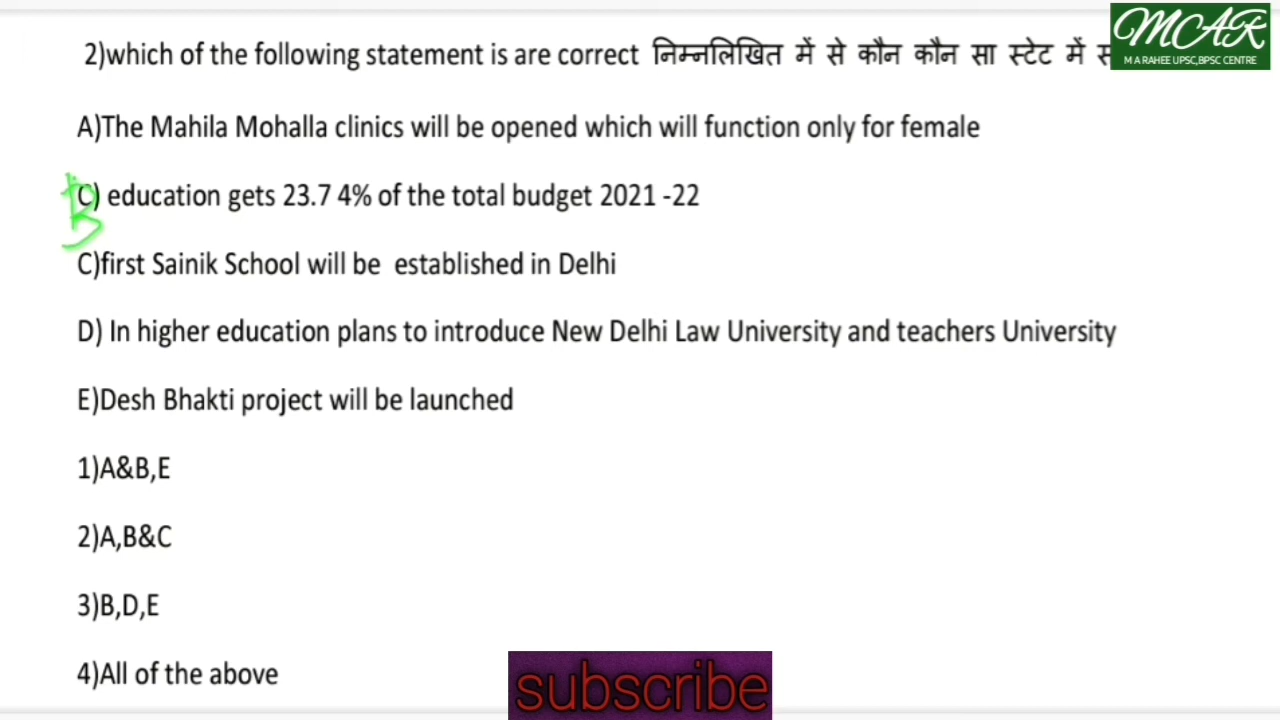 2)which of the following statement is are correct निम्नलिखित में से कौन कौन सा स्टेट में
MCAR
M A RAHEE UPSC,BPSC CENTRE
A)The Mahila Mohalla clinics will be opened which will function only for female
C) education gets 23.7 4% of the total budget 2021 -22
B
C)first Sainik School will be established in Delhi
D) In higher education plans to introduce New Delhi Law University and teachers University
E)Desh Bhakti project will be launched
1)A&B,E
2)A,B&C
3)B,D,E
4)All of the above
subscribe